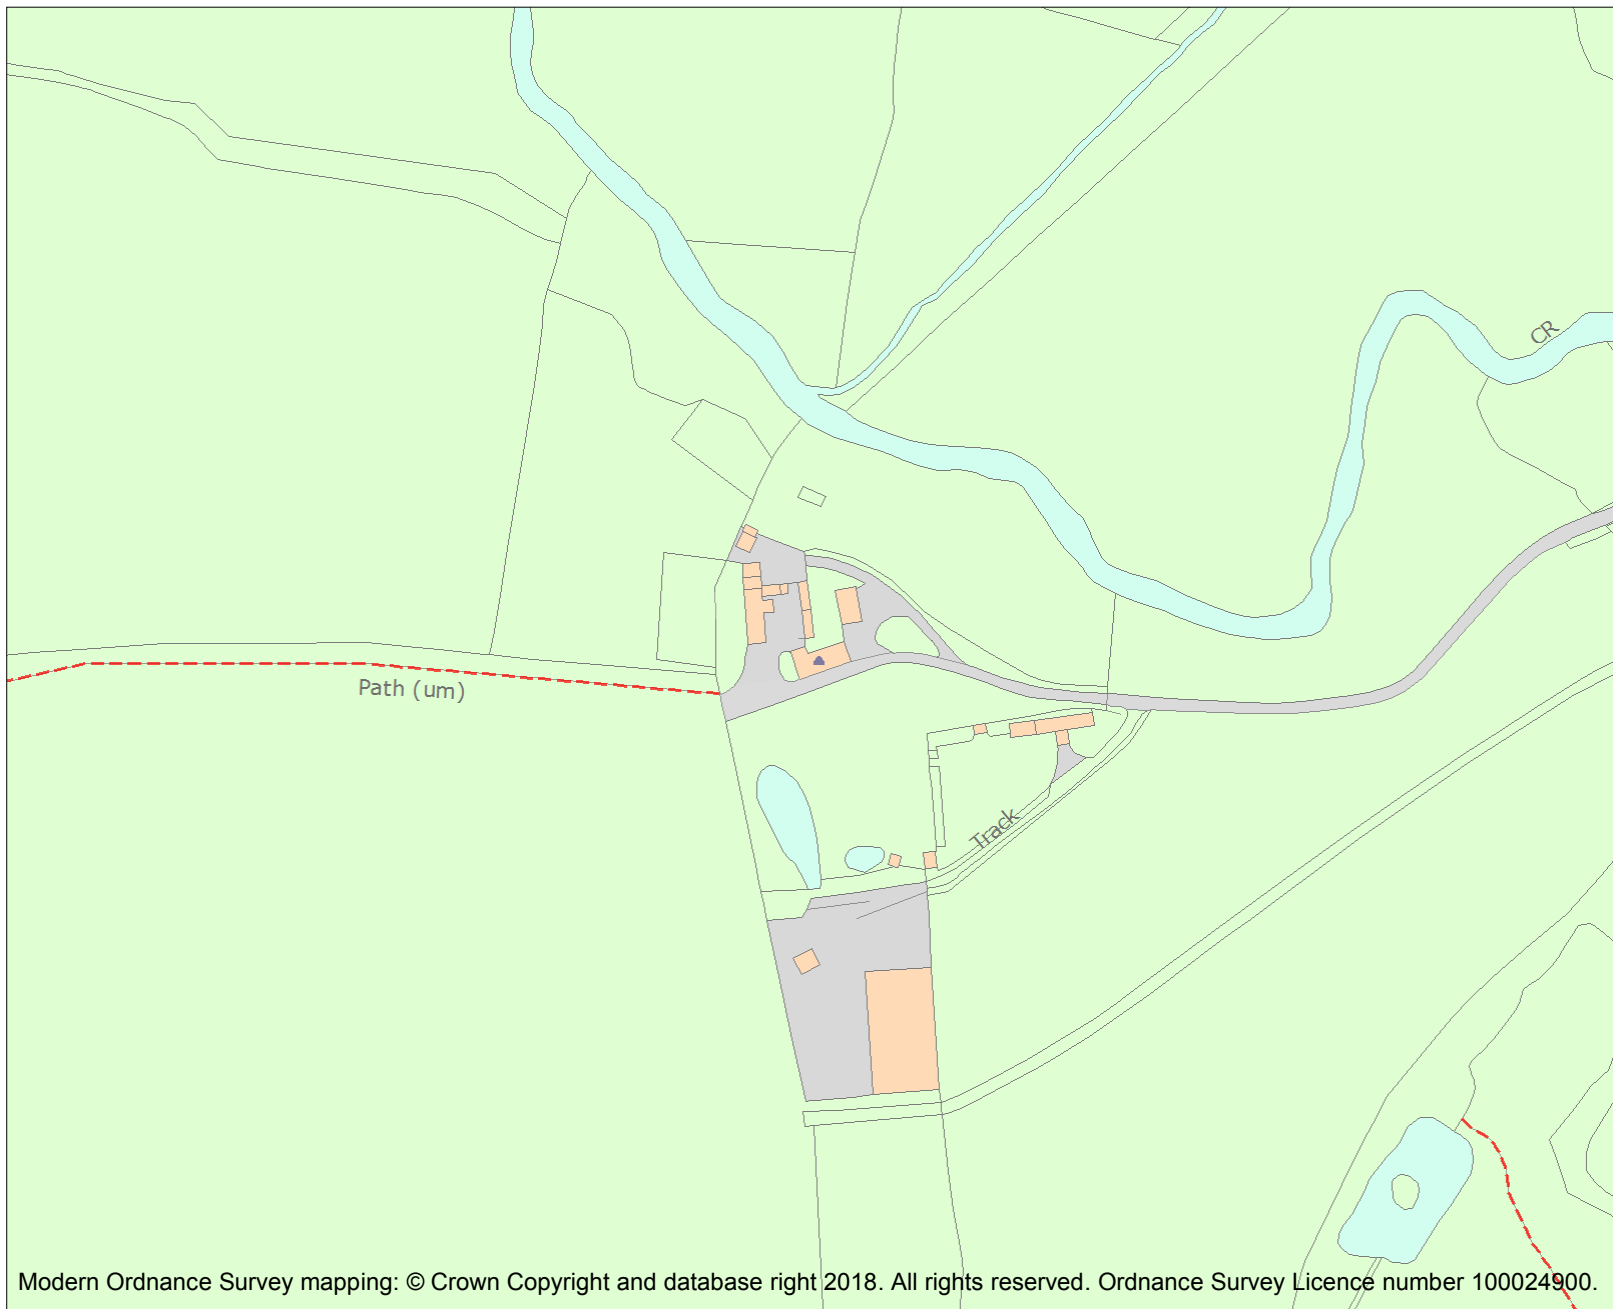 CR
Path (um)
Track
Modern Ordnance Survey mapping: © Crown Copyright and database right 2018. All rights reserved. Ordnance Survey Licence number 100024900.